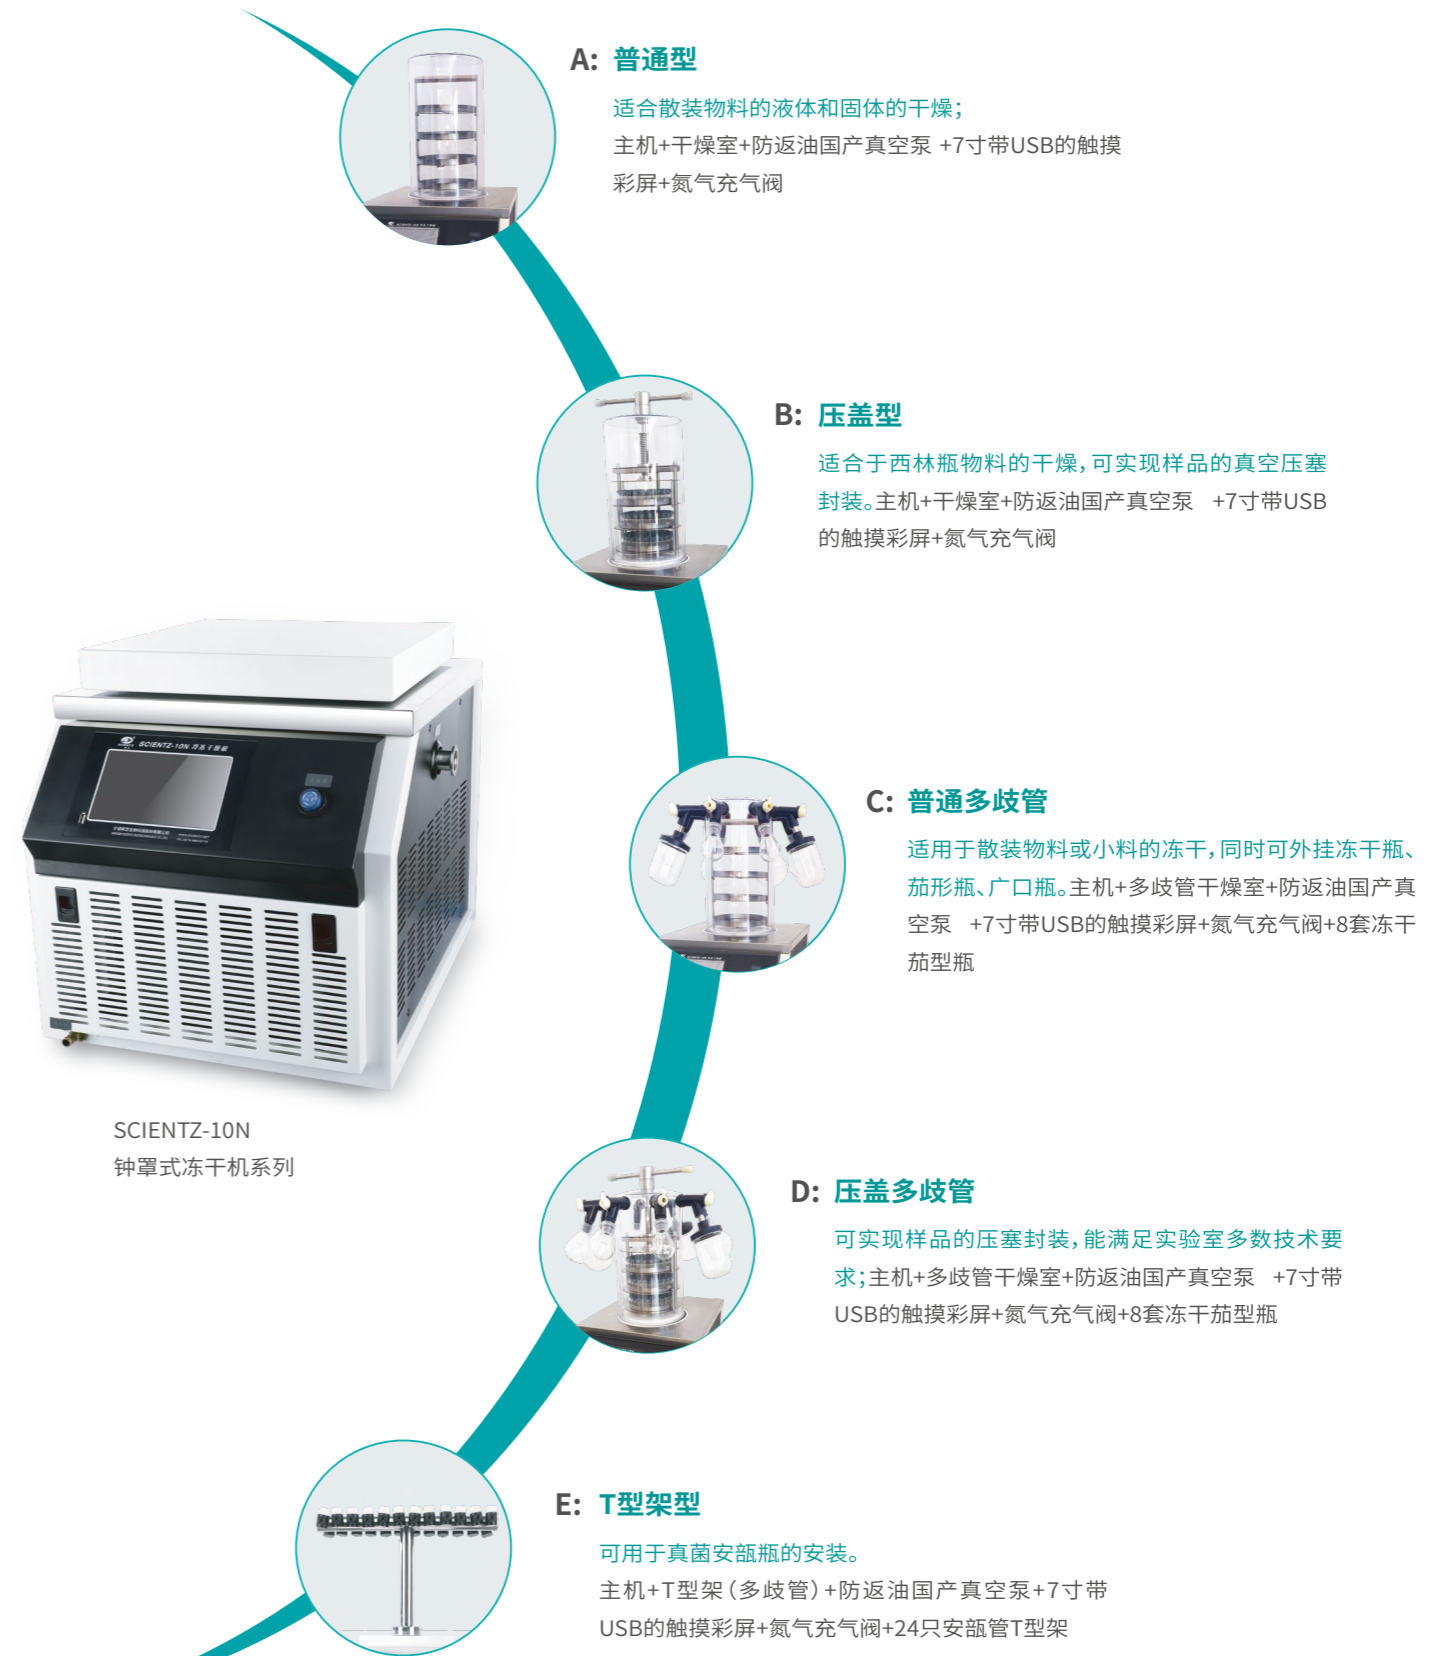 A: 普通型
适合散装物料的液体和固体的干燥；
主机+干燥室+防返油国产真空泵 +7寸带USB的触摸
彩屏+氮气充气阀
B: 压盖型
适合于西林瓶物料的干燥，可实现样品的真空压塞
封装。主机+干燥室+防返油国产真空泵 +7寸带USB
的触摸彩屏+氮气充气阀
SCIENTZ-10N 冷冻干燥机
C: 普通多歧管
适用于散装物料或小料的冻干，同时可外挂冻干瓶、
茄形瓶、广口瓶。主机+多歧管干燥室+防返油国产真
空泵 +7寸带USB的触摸彩屏+氮气充气阀+8套冻干
茄型瓶
SCIENTZ-10N
钟罩式冻干机系列
D: 压盖多歧管
可实现样品的压塞封装，能满足实验室多数技术要
求；主机+多歧管干燥室+防返油国产真空泵 +7寸带
USB的触摸彩屏+氮气充气阀+8套冻干茄型瓶
E: T型架型
可用于真菌安瓿瓶的安装。
主机+T型架（多歧管）+防返油国产真空泵+7寸带
USB的触摸彩屏+氮气充气阀+24只安瓿管T型架